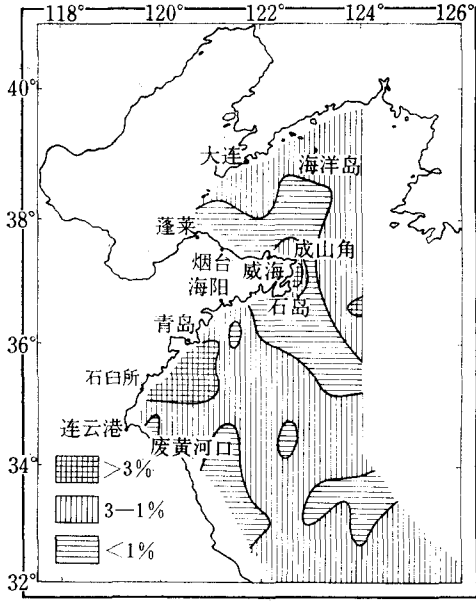 118° 120° 122° 124° 126°
40°
大连
海洋岛
38°
蓬莱
成山角
烟台
威海
海阳
石岛
青岛
36°
石臼所
连云港
废黄河口
34°
>3%
3—1%
<1%
32°